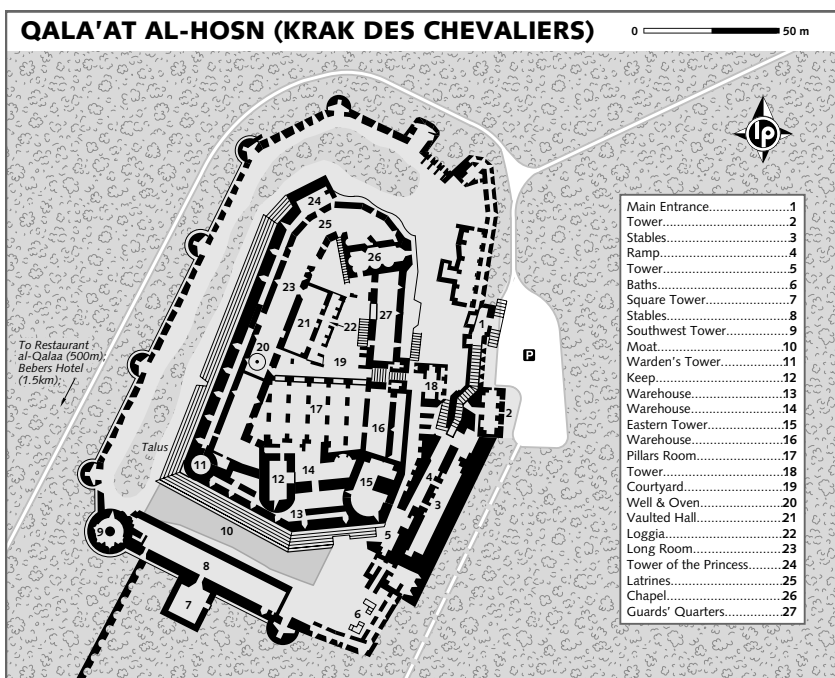 QALA'AT AL-HOSN (KRAK DES CHEVALIERS)
0 50 m
lp
Main Entrance 1
Tower 2
Stables 3
Ramp 4
Tower 5
Baths 6
Square Tower 7
Stables 8
Southwest Tower 9
Moat 10
Warden's Tower 11
Keep 12
Warehouse 13
Warehouse 14
Eastern Tower 15
Warehouse 16
Pillars Room 17
Tower 18
Courtyard 19
Well & Oven 20
Vaulted Hall 21
Loggia 22
Long Room 23
Tower of the Princess 24
Latrines 25
Chapel 26
Guards' Quarters 27
24
25
26
23
27
21
22
1
20
19
P
18
17
2
16
To Restaurant
al-Qalaa (500m);
Bebers Hotel
(1.5km);
Talus
11
14
12
15
4
3
13
10
9
5
8
7
6